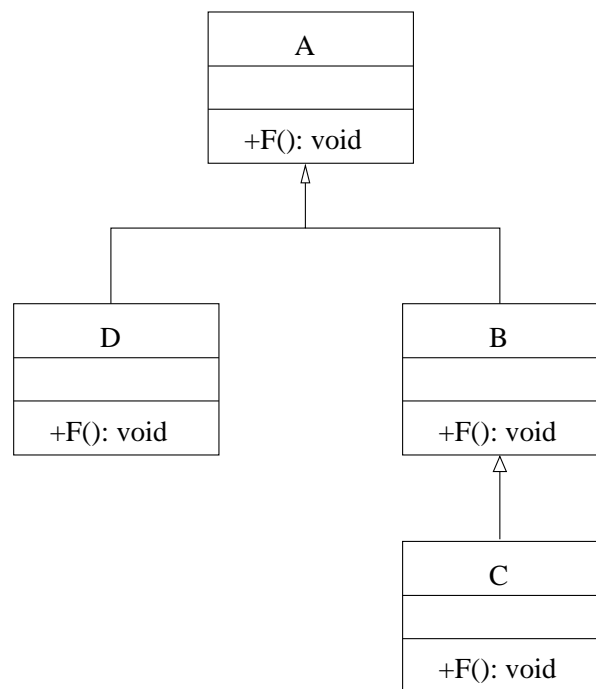 A
+F(): void
D
+F(): void
B
+F(): void
C
+F(): void